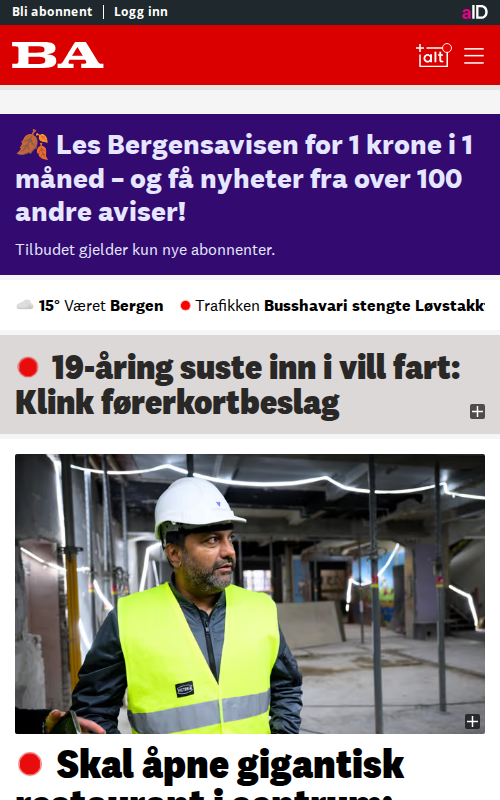 Bli abonnent | Logg inn
aID
BA
+alt
Les Bergensavisen for 1 krone i 1
måned – og få nyheter fra over 100
andre aviser!
Tilbudet gjelder kun nye abonnenter.
15° Været Bergen Trafikken Busshavari stengte Løvstakk
19-åring suste inn i vill fart:
Klink førerkortbeslag
Skal åpne gigantisk
restaurant i sentrum: